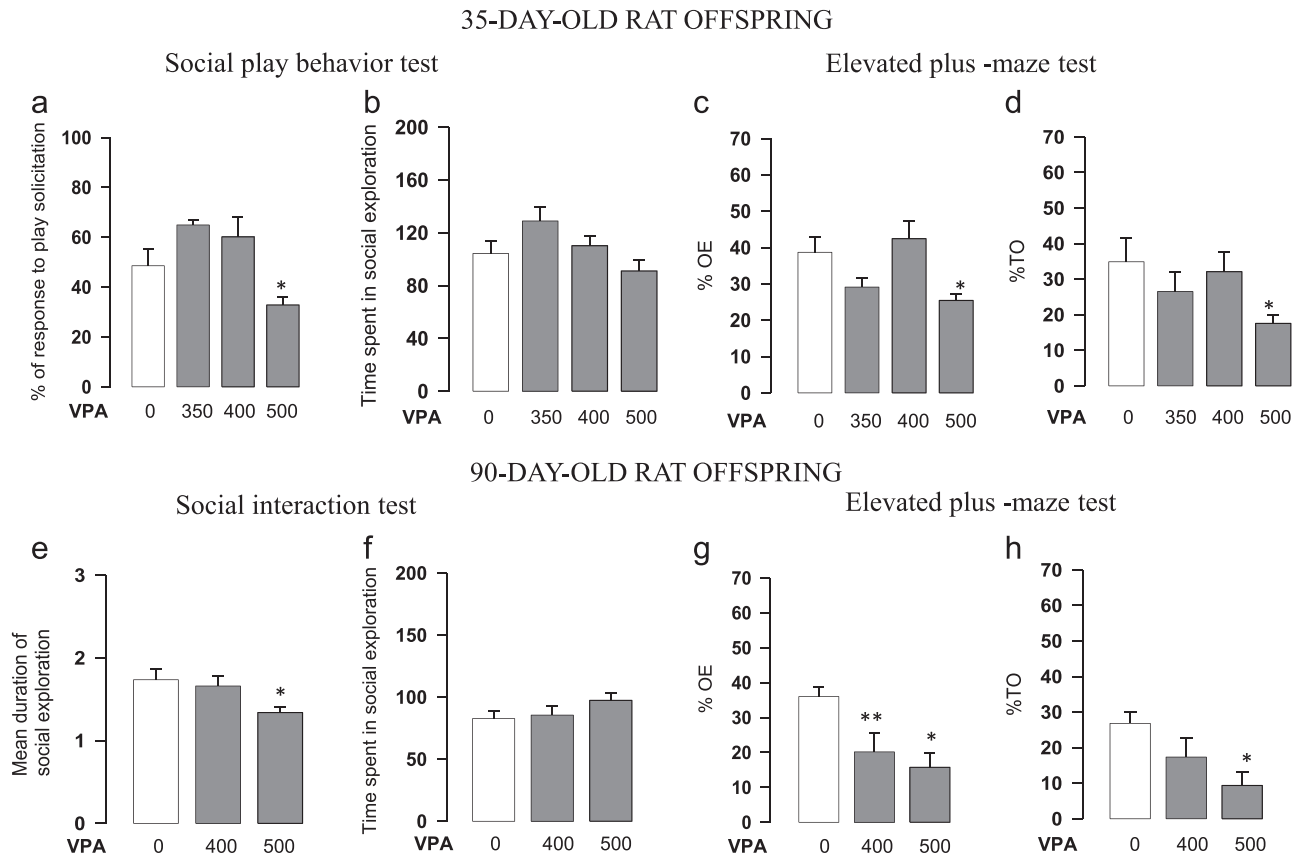 35-DAY-OLD RAT OFFSPRING
Social play behavior test
Elevated plus -maze test
a
% of response to play solicitation
100
80
60
40
20
0
*
VPA 0 350 400 500
b
Time spent in social exploration
200
160
120
80
40
0
0 350 400 500
c
% OE
70
60
50
40
30
20
10
0
*
VPA 0 350 400 500
d
%TO
70
60
50
40
30
20
10
0
*
0 350 400 500
90-DAY-OLD RAT OFFSPRING
Social interaction test
Elevated plus -maze test
e
Mean duration of
social exploration
3
2
1
0
*
VPA 0 400 500
f
Time spent in social exploration
200
150
100
50
0
0 400 500
g
% OE
70
60
50
40
30
20
10
0
**
*
VPA 0 400 500
h
%TO
70
60
50
40
30
20
10
0
*
0 400 500